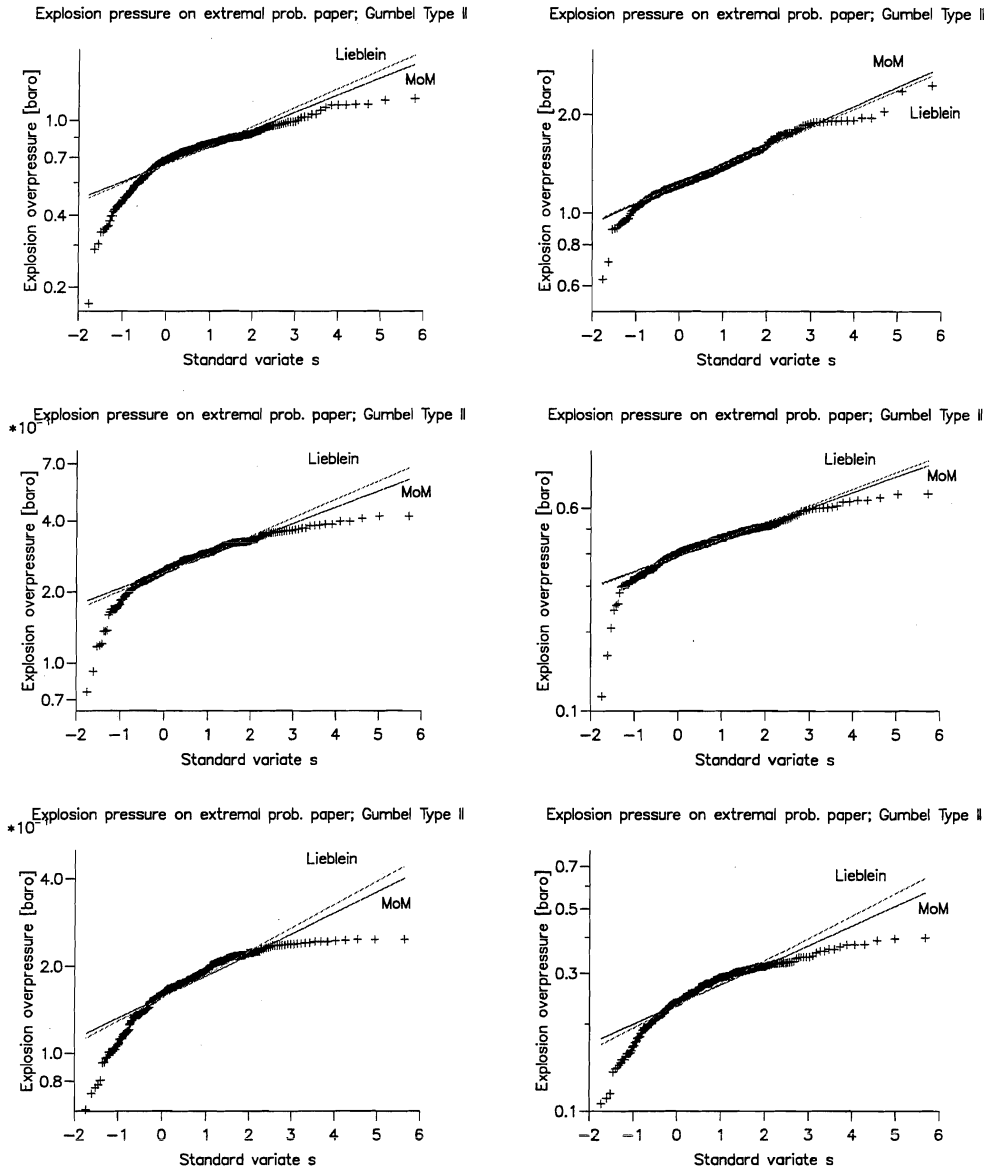 Explosion pressure on extremal prob. paper; Gumbel Type II
Explosion overpressure [baro]
1.0
0.7
0.4
0.2
Lieblein
MoM
−2 −1 0 1 2 3 4 5 6
Standard variate s
Explosion pressure on extremal prob. paper; Gumbel Type II
Explosion overpressure [baro]
2.0
1.0
0.8
0.6
MoM
Lieblein
−2 −1 0 1 2 3 4 5 6
Standard variate s
Explosion pressure on extremal prob. paper; Gumbel Type II
Explosion overpressure [baro]
7.0
4.0
2.0
1.0
0.7
Lieblein
MoM
−2 −1 0 1 2 3 4 5 6
Standard variate s
Explosion pressure on extremal prob. paper; Gumbel Type II
Explosion overpressure [baro]
0.6
0.1
Lieblein
MoM
−2 −1 0 1 2 3 4 5 6
Standard variate s
Explosion pressure on extremal prob. paper; Gumbel Type II
Explosion overpressure [baro]
4.0
2.0
1.0
0.8
Lieblein
MoM
−2 −1 0 1 2 3 4 5 6
Standard variate s
Explosion pressure on extremal prob. paper; Gumbel Type II
Explosion overpressure [baro]
0.7
0.5
0.3
0.1
Lieblein
MoM
−2 −1 0 1 2 3 4 5 6
Standard variate s